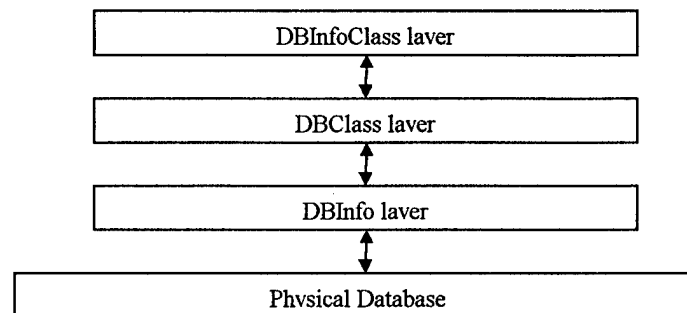 DBInfoClass laver
DBClass laver
DBInfo laver
Phvsical Database